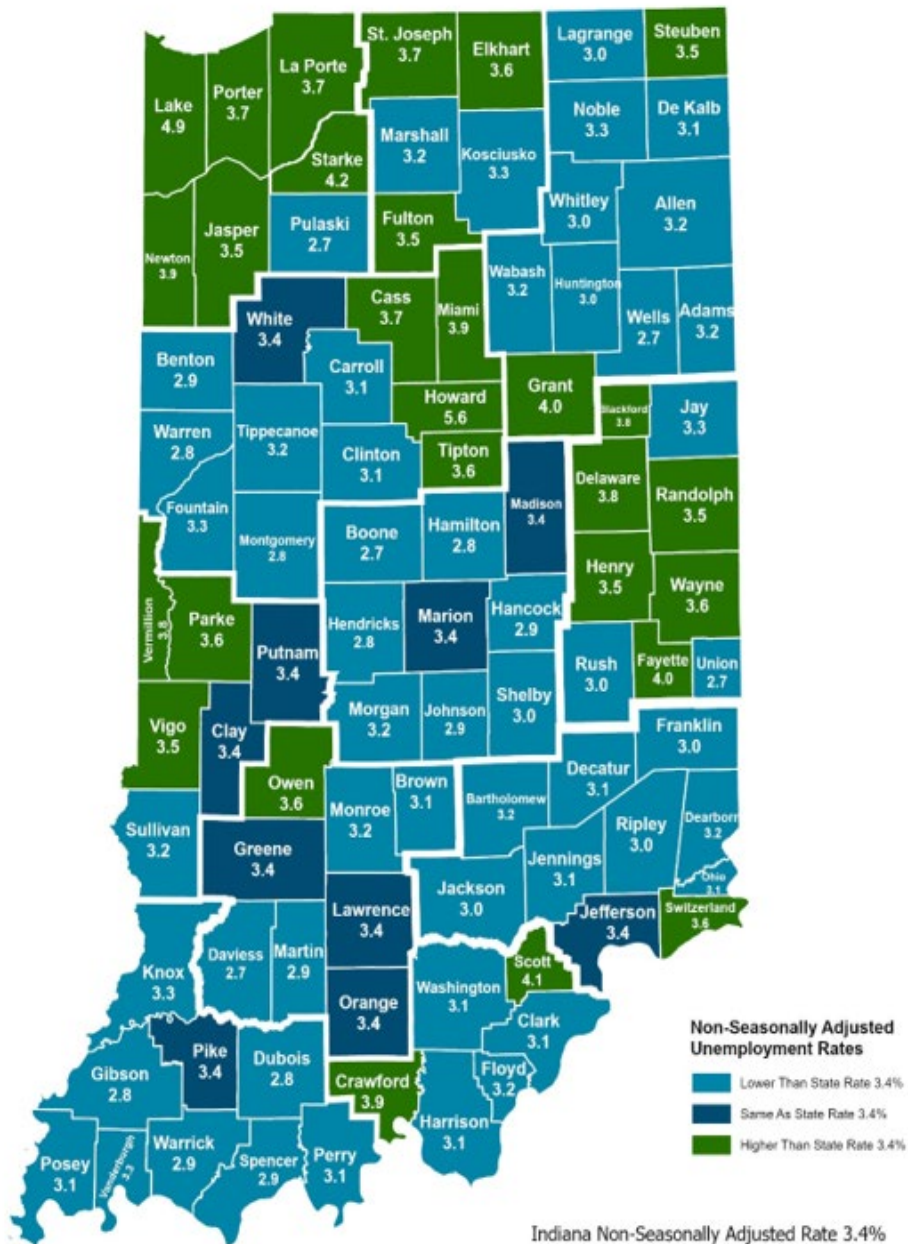 St. Joseph
3.7
Elkhart
3.6
Lagrange
3.0
Steuben
3.5
La Porte
3.7
Porter
3.7
Lake
4.9
Noble
3.3
De Kalb
3.1
Marshall
3.2
Kosciusko
3.3
Starke
4.2
Whitley
3.0
Allen
3.2
Pulaski
2.7
Fulton
3.5
Jasper
3.5
Newton
3.9
Wabash
3.2
Huntington
3.0
Miami
3.9
Cass
3.7
White
3.4
Wells
2.7
Adams
3.2
Benton
2.9
Carroll
3.1
Howard
5.6
Grant
4.0
Blackford
3.8
Jay
3.3
Warren
2.8
Tippecanoe
3.2
Clinton
3.1
Tipton
3.6
Delaware
3.8
Randolph
3.5
Fountain
3.3
Madison
3.4
Montgomery
2.8
Boone
2.7
Hamilton
2.8
Henry
3.5
Wayne
3.6
Vermillion
3.8
Parke
3.6
Putnam
3.4
Hendricks
2.8
Marion
3.4
Hancock
2.9
Rush
3.0
Fayette
4.0
Union
2.7
Vigo
3.5
Clay
3.4
Morgan
3.2
Johnson
2.9
Shelby
3.0
Franklin
3.0
Owen
3.6
Decatur
3.1
Sullivan
3.2
Monroe
3.2
Brown
3.1
Bartholomew
3.2
Ripley
3.0
Dearborn
3.2
Greene
3.4
Jennings
3.1
Ohio
3.1
Jackson
3.0
Lawrence
3.4
Jefferson
3.4
Switzerland
3.6
Knox
3.3
Daviess
2.7
Martin
2.9
Scott
4.1
Washington
3.1
Orange
3.4
Clark
3.1
Pike
3.4
Dubois
2.8
Gibson
2.8
Crawford
3.9
Floyd
3.2
Harrison
3.1
Posey
3.1
Vanderburgh
3.3
Warrick
2.9
Spencer
2.9
Perry
3.1
Non-Seasonally Adjusted
Unemployment Rates
Lower Than State Rate 3.4%
Same As State Rate 3.4%
Higher Than State Rate 3.4%
Indiana Non-Seasonally Adjusted Rate 3.4%